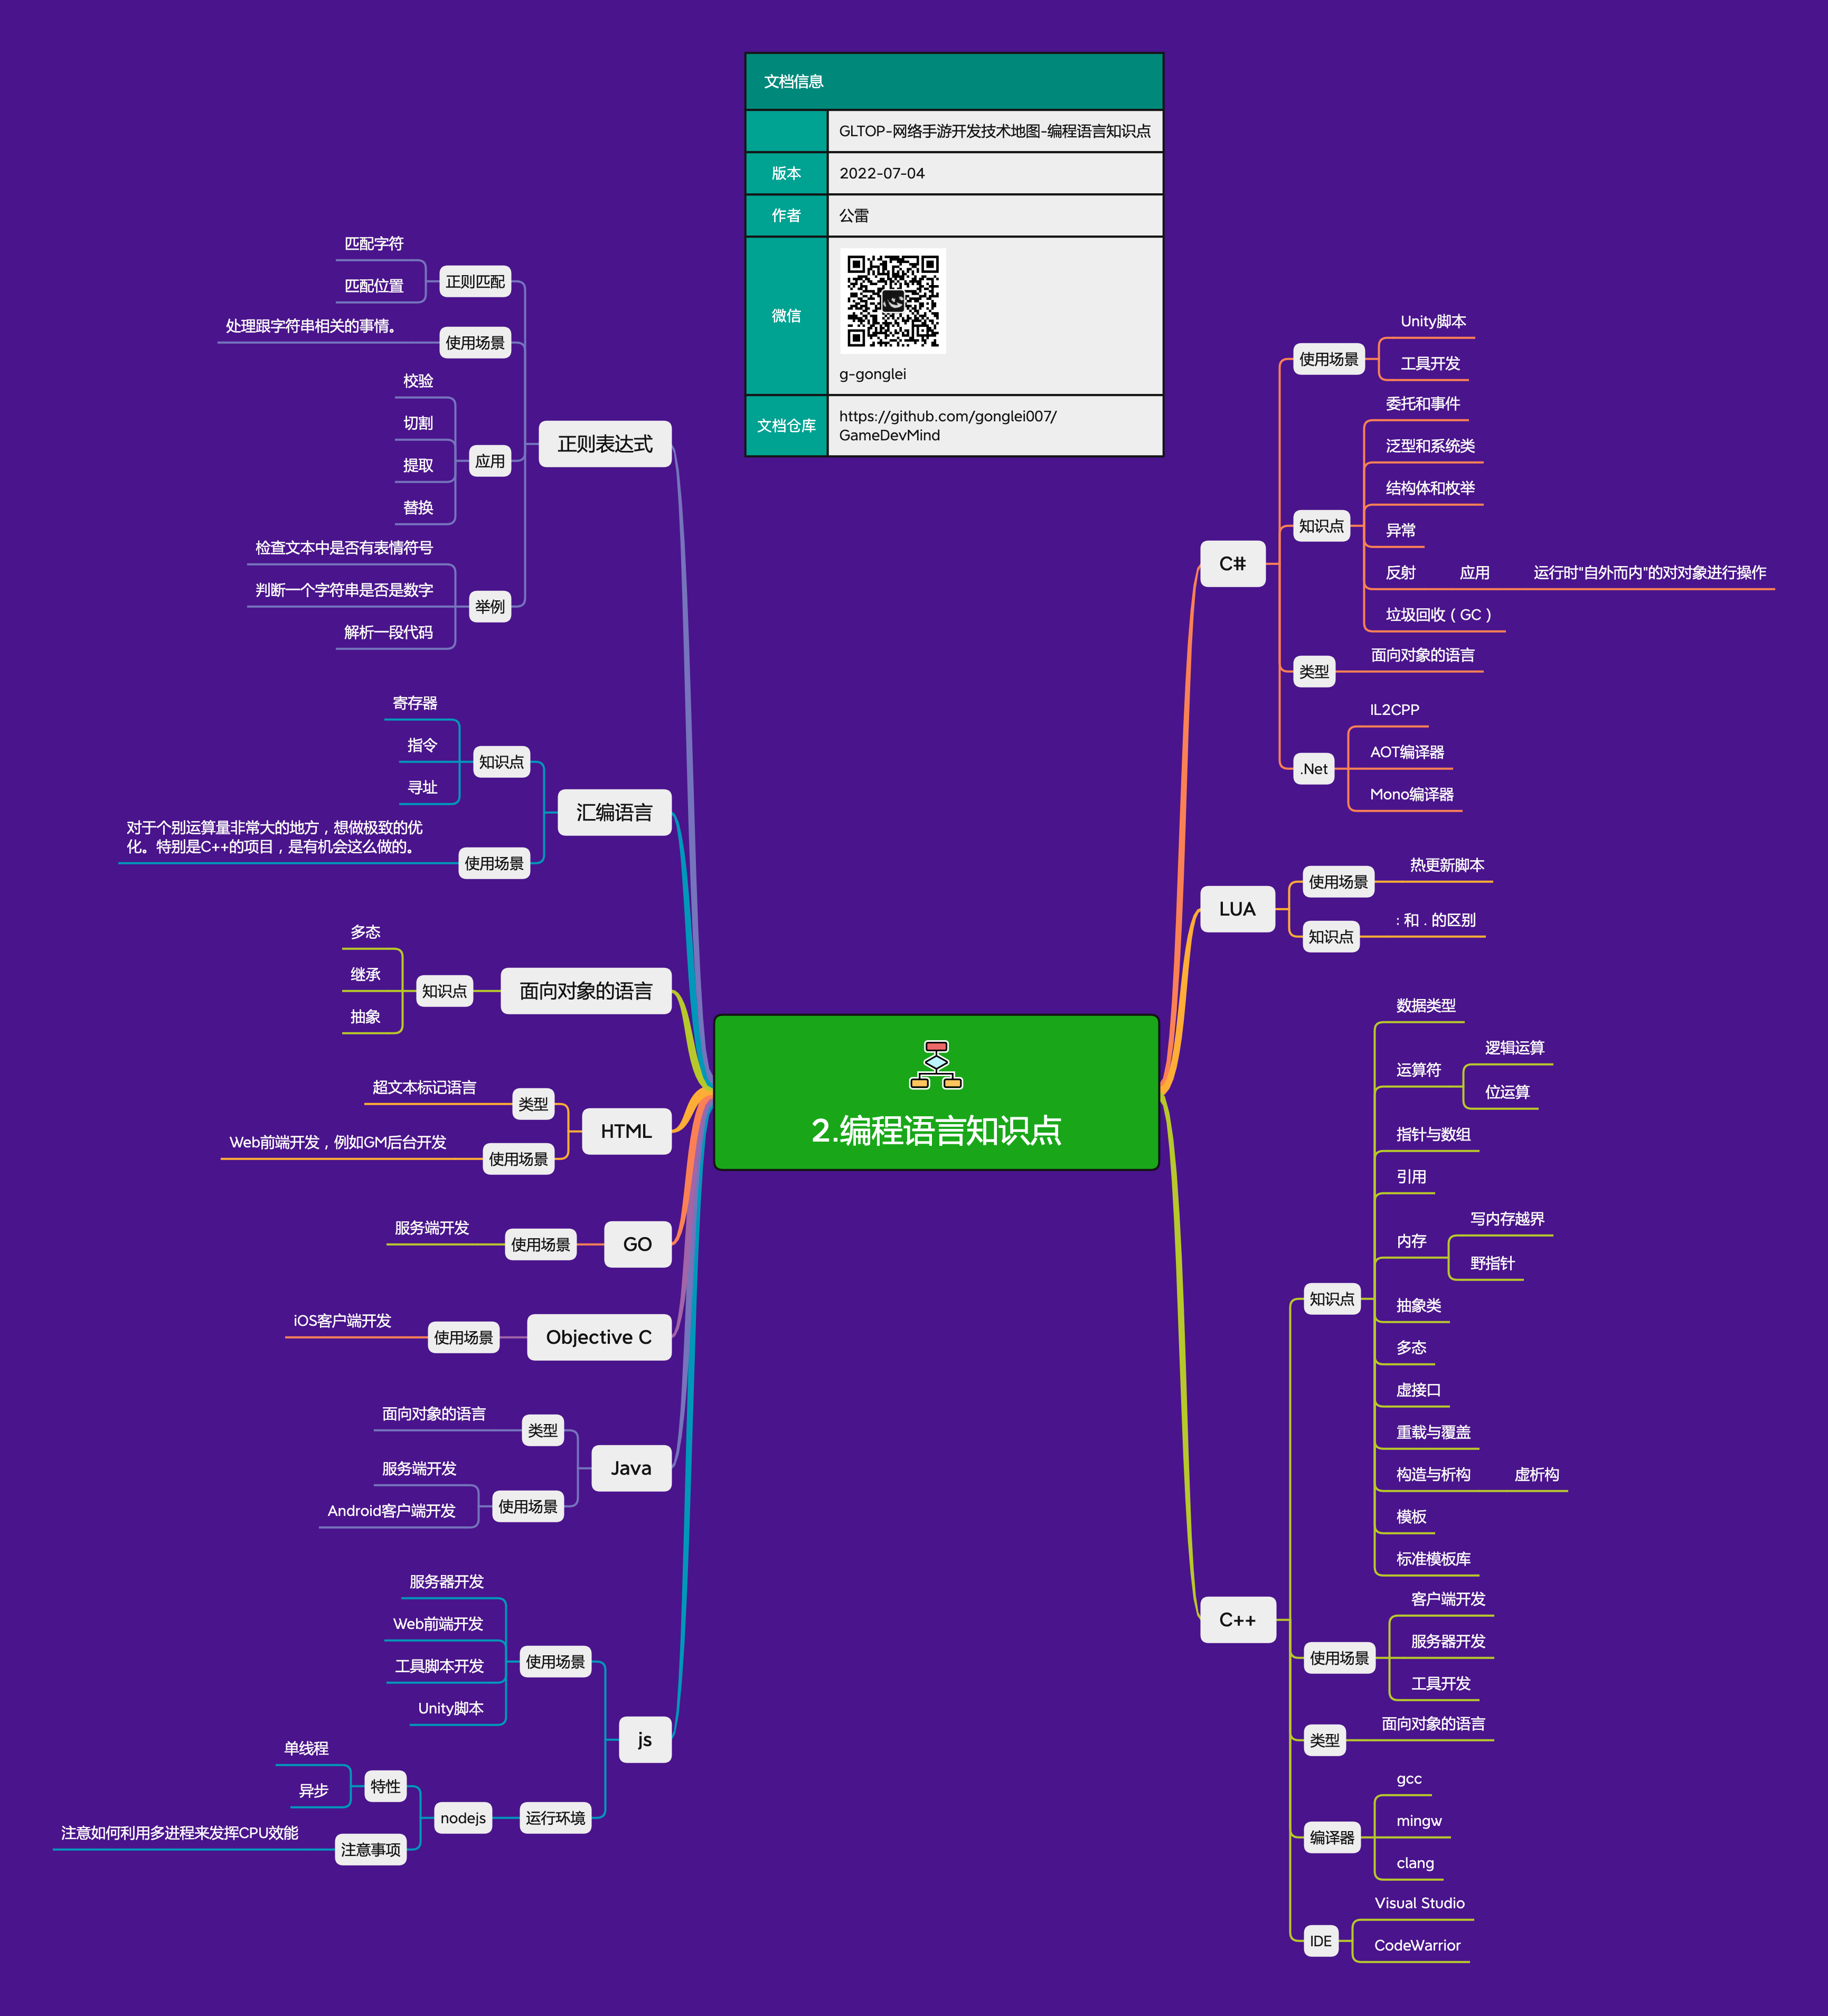 文档信息
GLTOP-网络手游开发技术地图-编程语言知识点
版本
2022-07-04
作者
公雷
微信
g-gonglei
文档仓库
https://github.com/gonglei007/
GameDevMind
2.编程语言知识点
C#
使用场景
Unity脚本
工具开发
知识点
委托和事件
泛型和系统类
结构体和枚举
异常
反射
应用
运行时"自外而内"的对对象进行操作
垃圾回收（GC）
类型
面向对象的语言
.Net
IL2CPP
AOT编译器
Mono编译器
LUA
使用场景
热更新脚本
知识点
: 和 . 的区别
C++
知识点
数据类型
运算符
逻辑运算
位运算
指针与数组
引用
内存
写内存越界
野指针
抽象类
多态
虚接口
重载与覆盖
构造与析构
虚析构
模板
标准模板库
使用场景
客户端开发
服务器开发
工具开发
类型
面向对象的语言
编译器
gcc
mingw
clang
IDE
Visual Studio
CodeWarrior
正则表达式
正则匹配
匹配字符
匹配位置
使用场景
处理跟字符串相关的事情。
应用
校验
切割
提取
替换
举例
检查文本中是否有表情符号
判断一个字符串是否是数字
解析一段代码
汇编语言
知识点
寄存器
指令
寻址
使用场景
对于个别运算量非常大的地方，想做极致的优
化。特别是C++的项目，是有机会这么做的。
面向对象的语言
知识点
多态
继承
抽象
HTML
类型
超文本标记语言
使用场景
Web前端开发，例如GM后台开发
GO
使用场景
服务端开发
Objective C
使用场景
iOS客户端开发
Java
类型
面向对象的语言
使用场景
服务端开发
Android客户端开发
js
使用场景
服务器开发
Web前端开发
工具脚本开发
Unity脚本
运行环境
nodejs
特性
单线程
异步
注意事项
注意如何利用多进程来发挥CPU效能